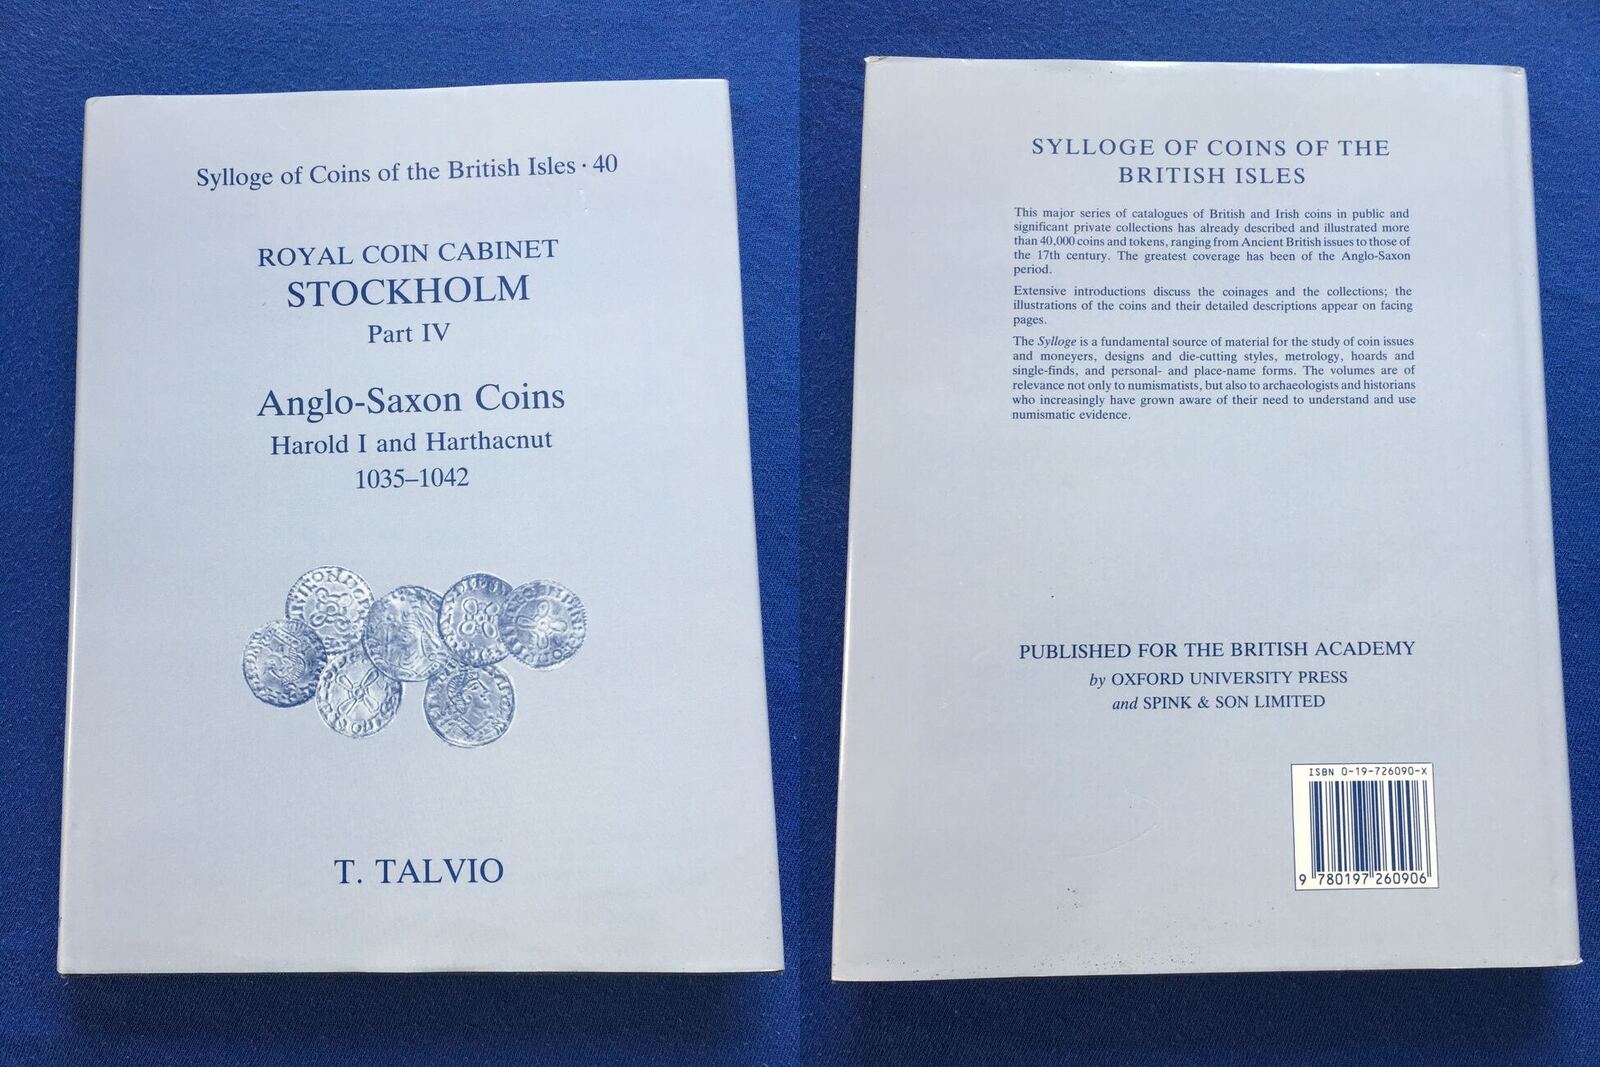 Sylloge of Coins of the British Isles · 40
ROYAL COIN CABINET
STOCKHOLM
Part IV
Anglo-Saxon Coins
Harold I and Harthacnut
1035–1042
T. TALVIO
SYLLOGE OF COINS OF THE
BRITISH ISLES
This major series of catalogues of British and Irish coins in public and
significant private collections has already described and illustrated more
than 40,000 coins and tokens, ranging from Ancient British issues to those of
the 17th century. The greatest coverage has been of the Anglo-Saxon
period.
Extensive introductions discuss the coinages and the collections; the
illustrations of the coins and their detailed descriptions appear on facing
pages.
The Sylloge is a fundamental source of material for the study of coin issues
and moneyers, designs and die-cutting styles, metrology, hoards and
single-finds, and personal- and place-name forms. The volumes are of
relevance not only to numismatists, but also to archaeologists and historians
who increasingly have grown aware of their need to understand and use
numismatic evidence.
PUBLISHED FOR THE BRITISH ACADEMY
by OXFORD UNIVERSITY PRESS
and SPINK & SON LIMITED
ISBN 0-19-726090-X
9 780197 260906